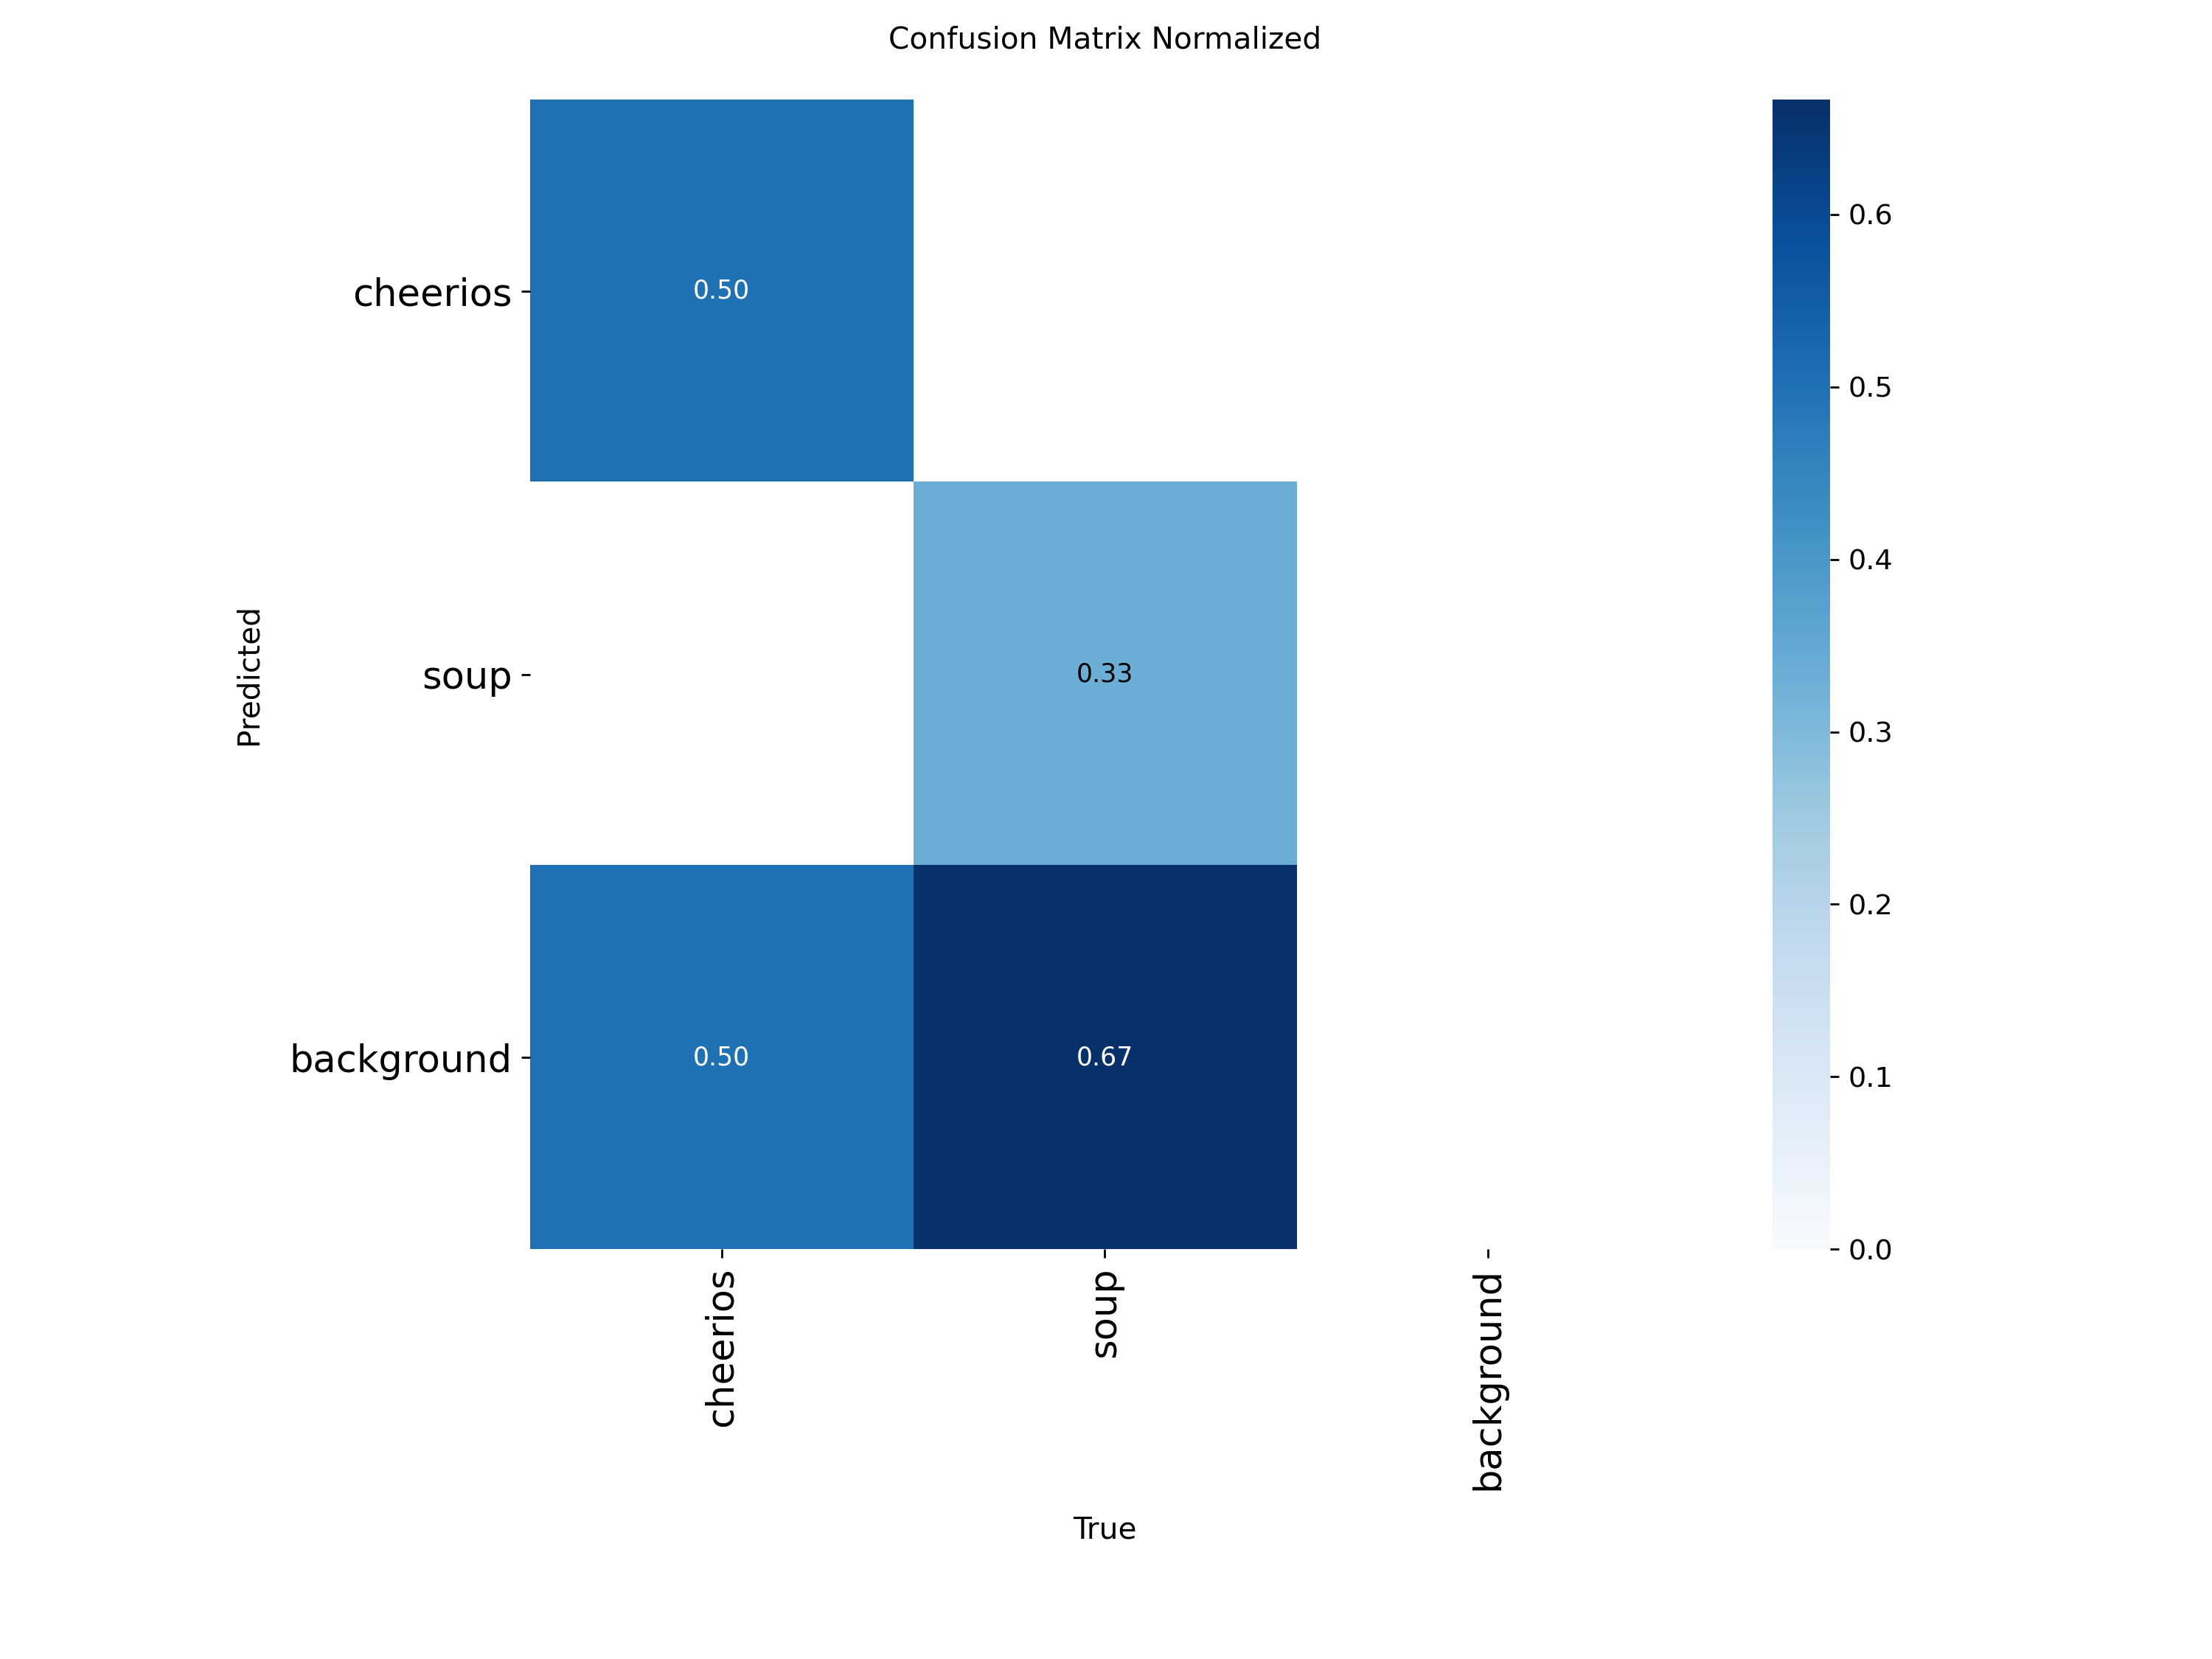 Confusion Matrix Normalized
cheerios
0.50
soup
0.33
background
0.50
0.67
Predicted
cheerios
soup
background
True
0.6
0.5
0.4
0.3
0.2
0.1
0.0